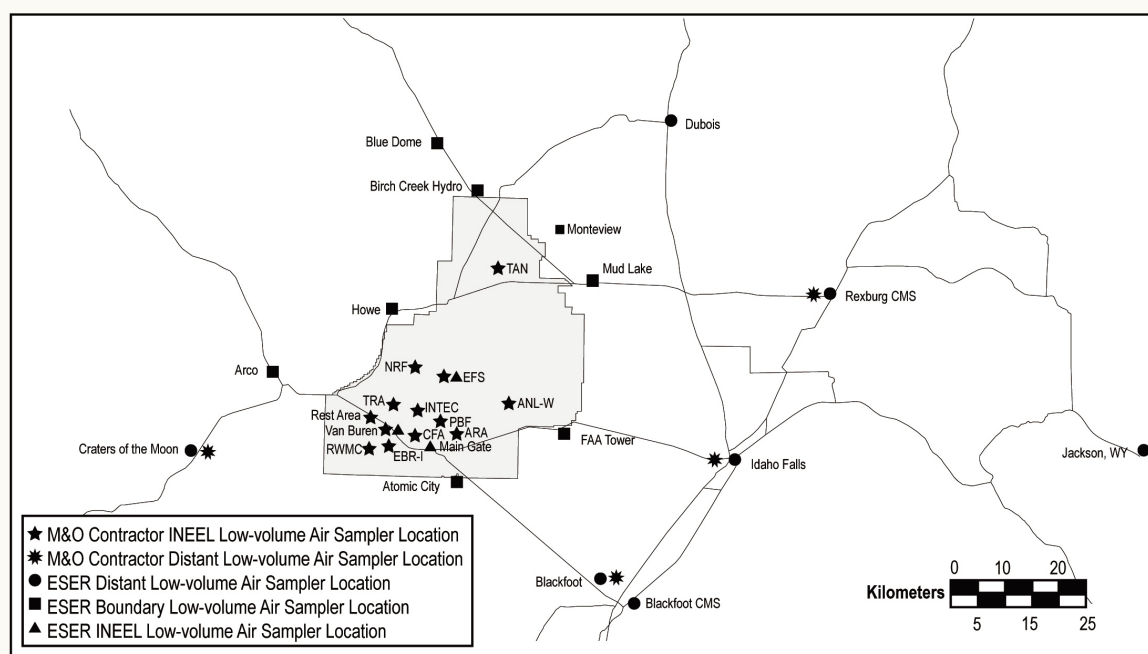 Dubois
Blue Dome
Birch Creek Hydro
Monteview
TAN
Mud Lake
Rexburg CMS
Howe
NRF
Arco
EFS
TRA
INTEC
ANL-W
Rest Area
PBF
Van Buren
CFA
ARA
FAA Tower
Craters of the Moon
RWMC
EBR-I
Main Gate
Jackson, WY
Idaho Falls
Atomic City
M&O Contractor INEEL Low-volume Air Sampler Location
M&O Contractor Distant Low-volume Air Sampler Location
ESER Distant Low-volume Air Sampler Location
ESER Boundary Low-volume Air Sampler Location
ESER INEEL Low-volume Air Sampler Location
Blackfoot
Blackfoot CMS
0 10 20
Kilometers
5 15 25